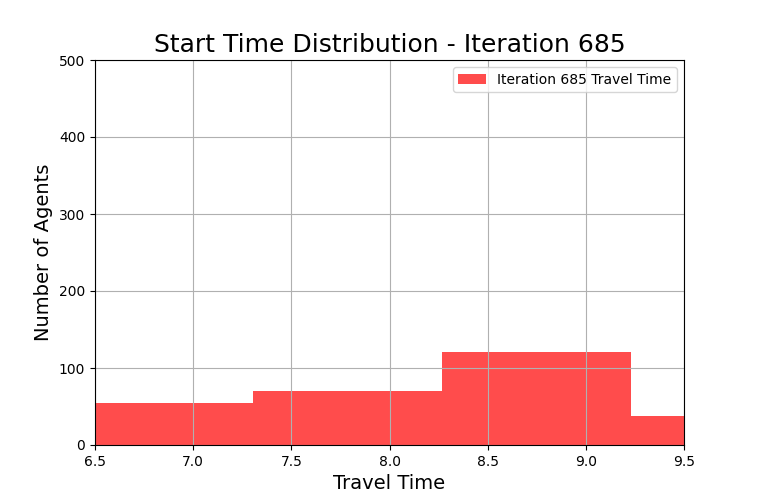 Start Time Distribution - Iteration 685
Iteration 685 Travel Time
Number of Agents
500
400
300
200
100
0
6.5 7.0 7.5 8.0 8.5 9.0 9.5
Travel Time